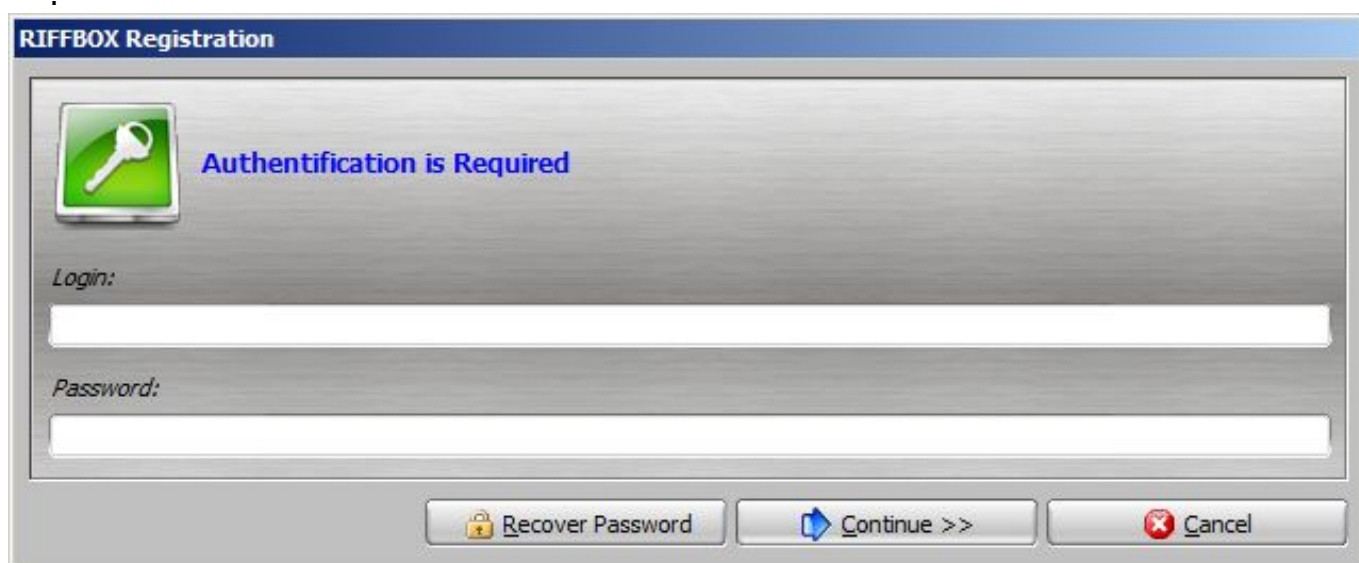 RIFFBOX Registration
Authentification is Required
Login:
Password:
Recover Password
Continue >>
Cancel